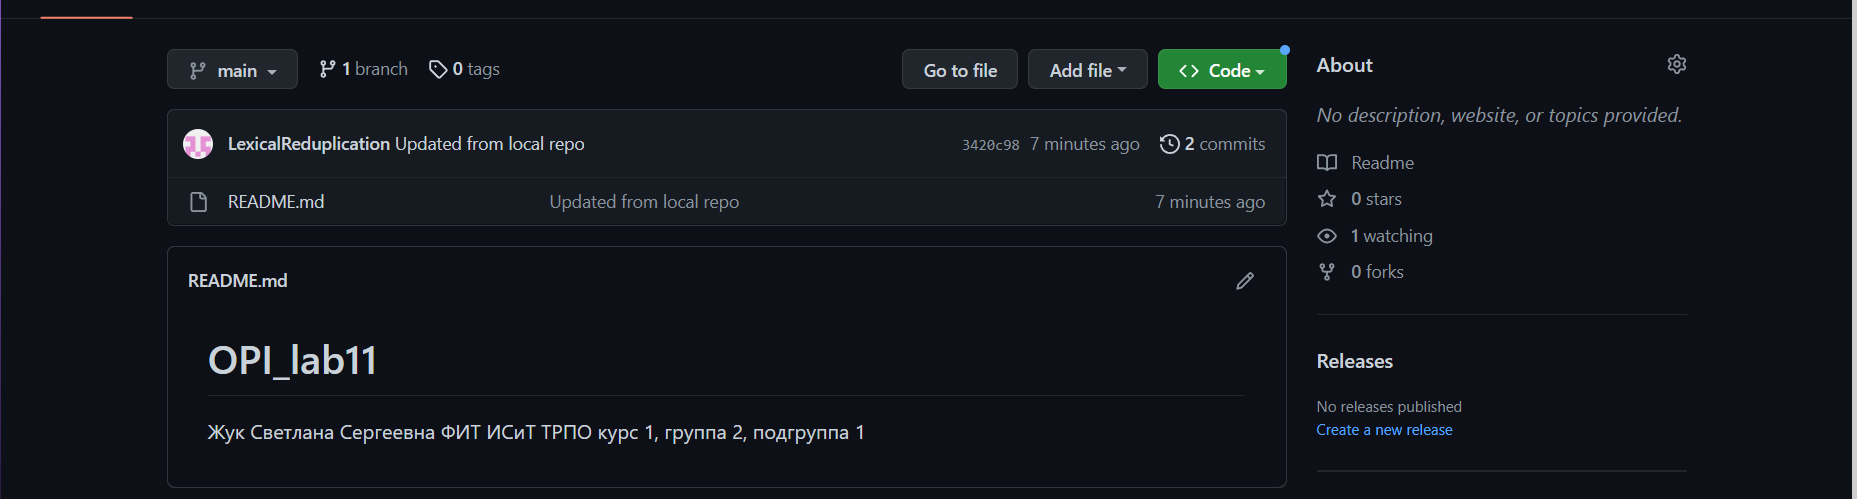 main
1 branch
0 tags
Go to file
Add file
Code
LexicalReduplication Updated from local repo
3420c98 7 minutes ago
2 commits
README.md
Updated from local repo
7 minutes ago
README.md
OPI_lab11
Жук Светлана Сергеевна ФИТ ИСиТ ТРПО курс 1, группа 2, подгруппа 1
About
No description, website, or topics provided.
Readme
0 stars
1 watching
0 forks
Releases
No releases published
Create a new release